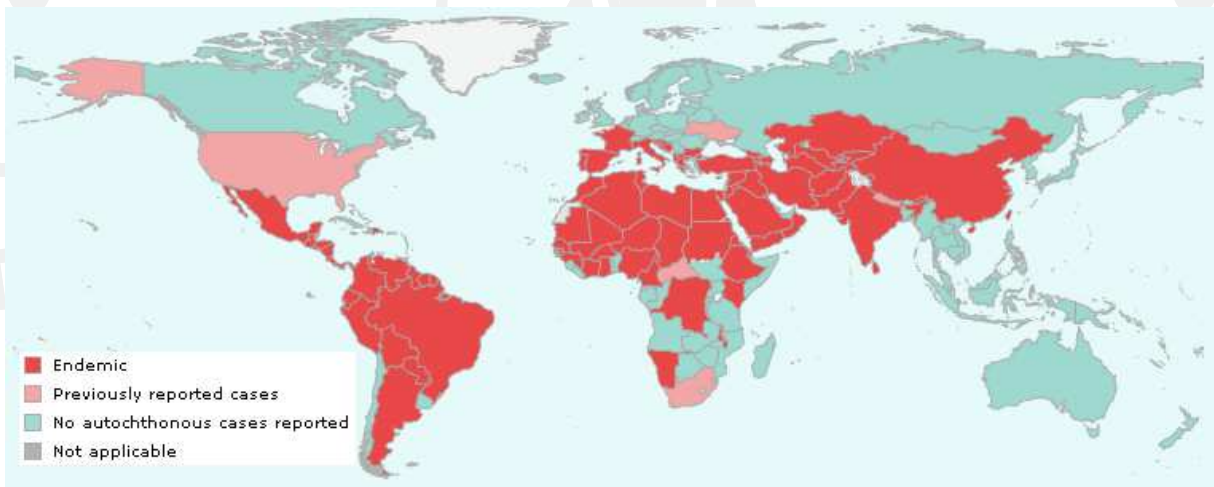 Endemic
Previously reported cases
No autochthonous cases reported
Not applicable